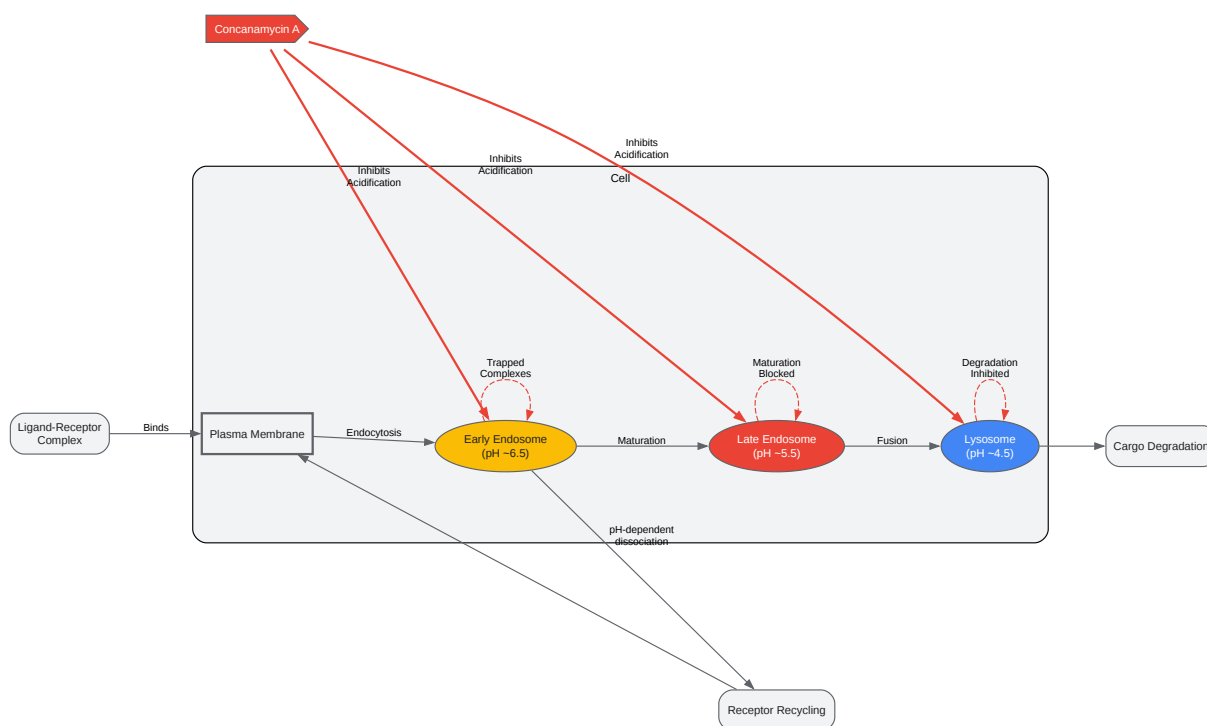 Concanamycin A
Inhibits
Acidification
Inhibits
Acidification
Inhibits
Acidification
Cell
Trapped
Complexes
Maturation
Blocked
Degradation
Inhibited
Ligand-Receptor
Complex
Binds
Plasma Membrane
Endocytosis
Early Endosome
(pH ~6.5)
Maturation
Late Endosome
(pH ~5.5)
Fusion
Lysosome
(pH ~4.5)
Cargo Degradation
pH-dependent
dissociation
Receptor Recycling